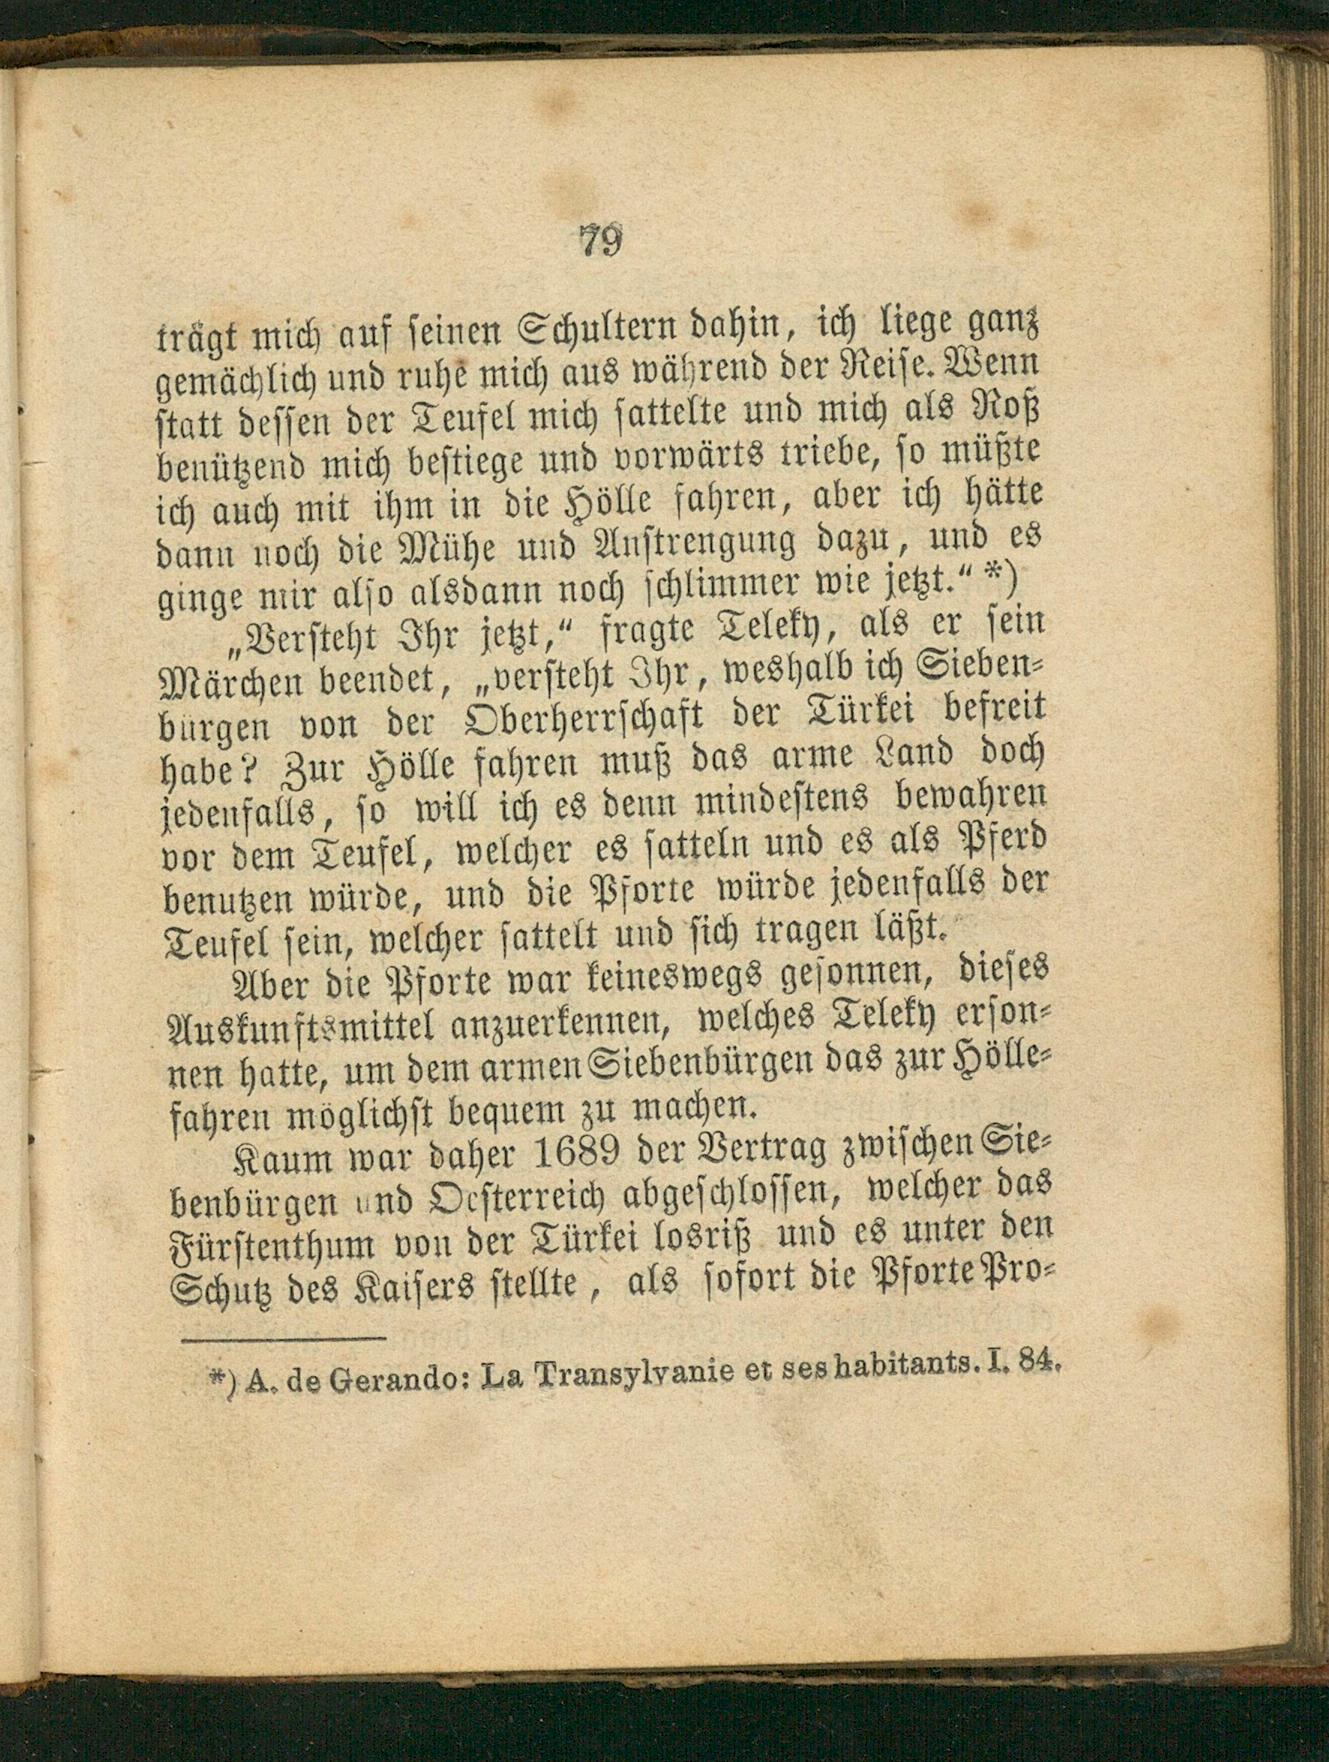 79
trägt mich auf seinen Schultern dahin, ich liege ganz
gemächlich und ruhe mich aus während der Reise. Wenn
statt dessen der Teufel mich sattelte und mich als Roß
benützend mich bestiege und vorwärts triebe, so müßte
ich auch mit ihm in die Hölle fahren, aber ich hätte
dann noch die Mühe und Anstrengung dazu, und es
ginge mir also alsdann noch schlimmer wie jetzt.“ *)
„Versteht Ihr jetzt,“ fragte Teleky, als er sein
Märchen beendet, „versteht Ihr, weshalb ich Sieben-
bürgen von der Oberherrschaft der Türkei befreit
habe? Zur Hölle fahren muß das arme Land doch
jedenfalls, so will ich es denn mindestens bewahren
vor dem Teufel, welcher es satteln und es als Pferd
benutzen würde, und die Pforte würde jedenfalls der
Teufel sein, welcher sattelt und sich tragen läßt.
Aber die Pforte war keineswegs gesonnen, dieses
Auskunftsmittel anzuerkennen, welches Teleky erson-
nen hatte, um dem armen Siebenbürgen das zur Hölle-
fahren möglichst bequem zu machen.
Kaum war daher 1689 der Vertrag zwischen Sie-
benbürgen und Oesterreich abgeschlossen, welcher das
Fürstenthum von der Türkei losriß und es unter den
Schutz des Kaisers stellte, als sofort die Pforte Pro-
*) A. de Gerando: La Transylvanie et ses habitants. I. 84.